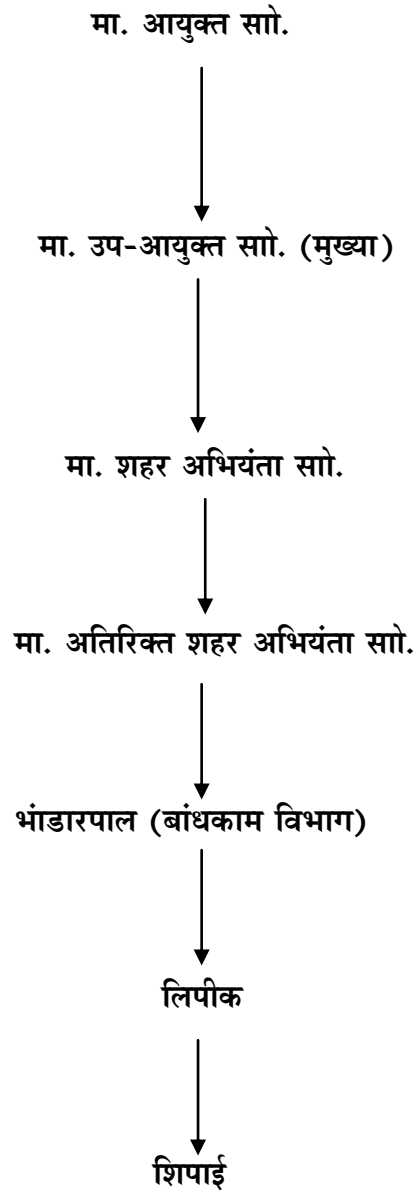 मा. आयुक्त साो.
मा. उप-आयुक्त साो. (मुख्या)
मा. शहर अभियंता साो.
मा. अतिरिक्त शहर अभियंता साो.
भांडारपाल (बांधकाम विभाग)
लिपीक
शिपाई